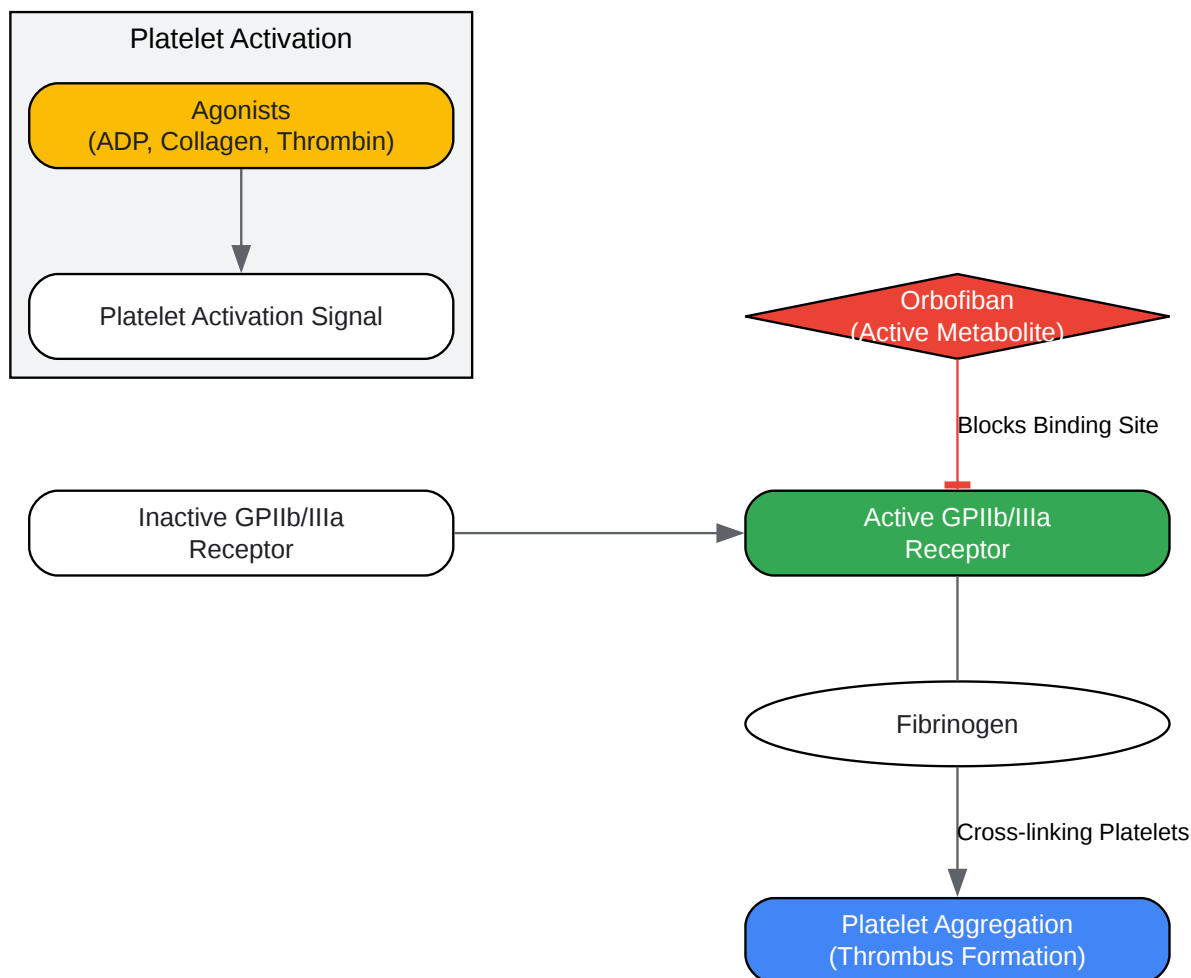 Platelet Activation
Agonists
(ADP, Collagen, Thrombin)
Platelet Activation Signal
Orbofiban
(Active Metabolite)
Blocks Binding Site
Inactive GPIIb/IIIa
Receptor
Active GPIIb/IIIa
Receptor
Fibrinogen
Cross-linking Platelets
Platelet Aggregation
(Thrombus Formation)